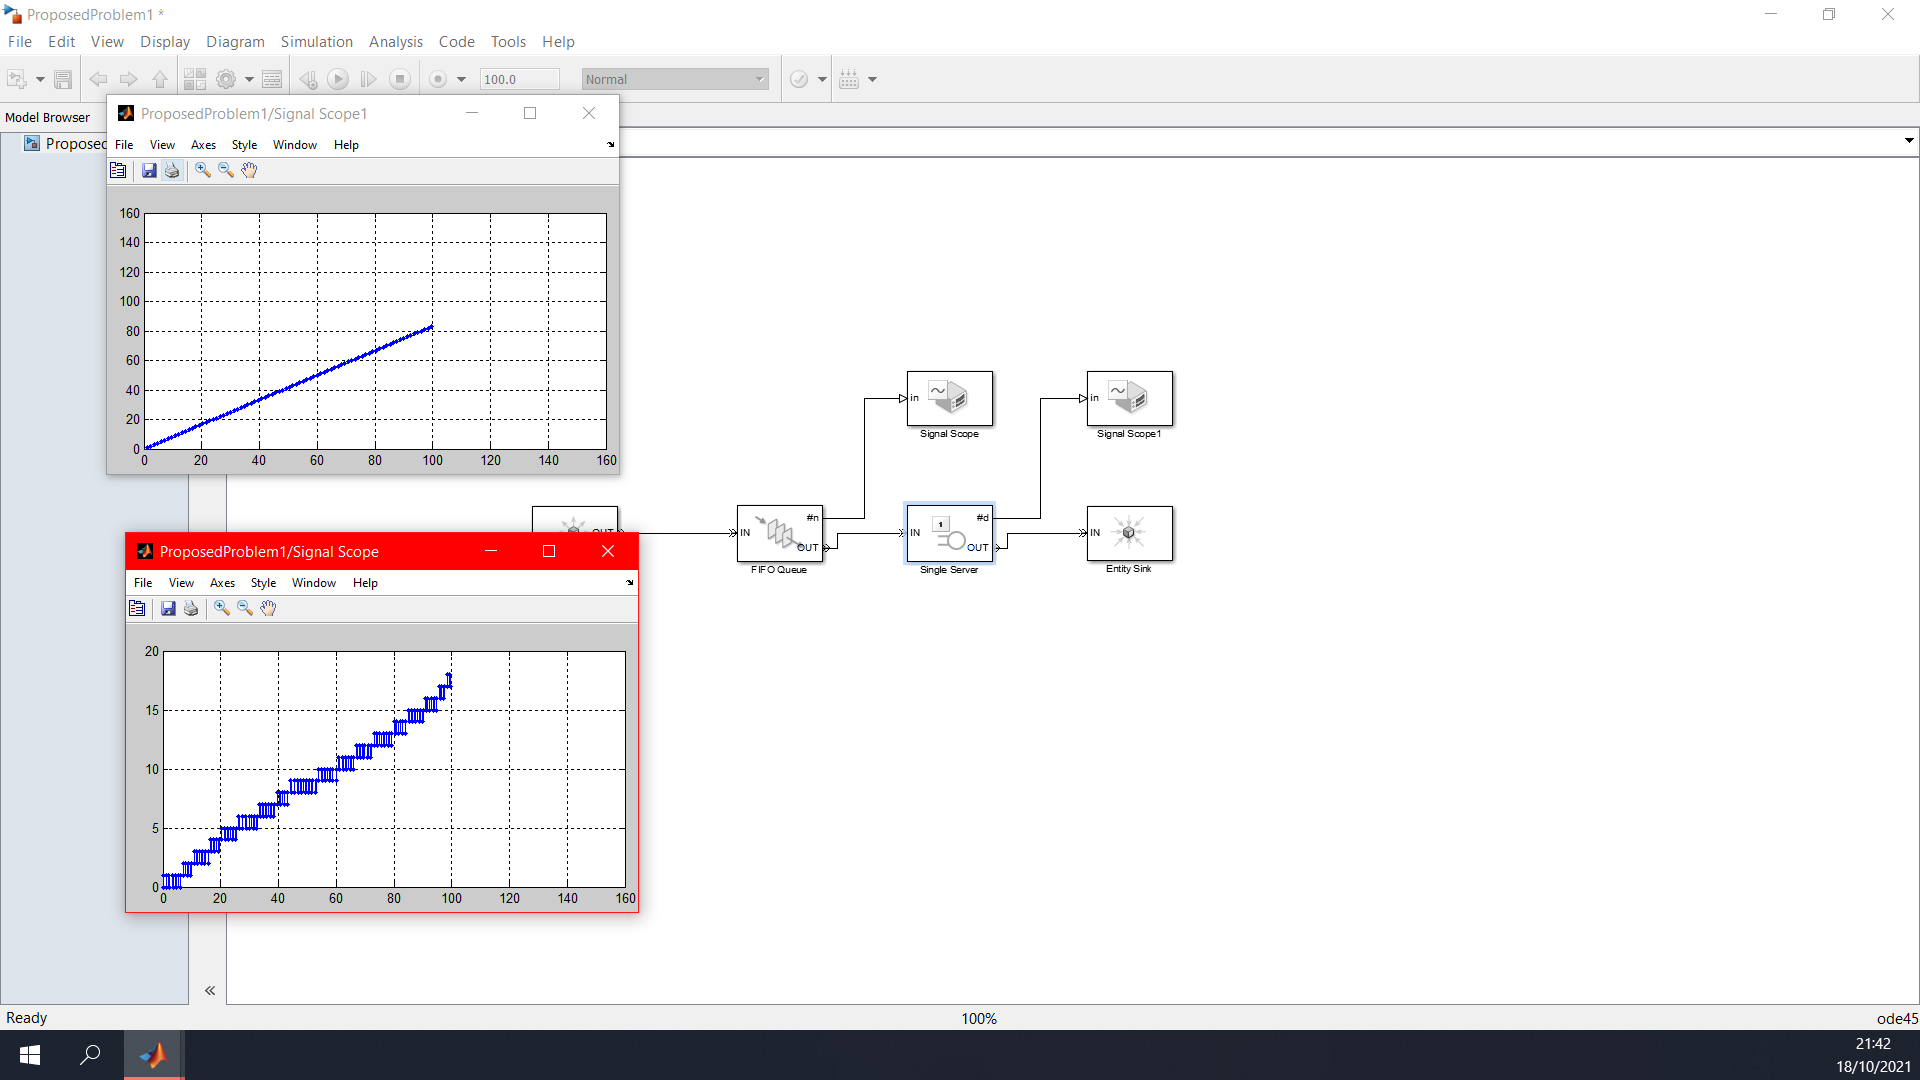 ProposedProblem1 *
File Edit View Display Diagram Simulation Analysis Code Tools Help
100.0 Normal
Model Browser
Proposed
ProposedProblem1/Signal Scope1
File View Axes Style Window Help
160
140
120
100
80
60
40
20
0
0 20 40 60 80 100 120 140 160
in
Signal Scope
in
Signal Scope1
OUT
IN #n OUT
FIFO Queue
IN 1 #d OUT
Single Server
IN
Entity Sink
ProposedProblem1/Signal Scope
File View Axes Style Window Help
20
15
10
5
0
0 20 40 60 80 100 120 140 160
Ready 100% ode45
21:42
18/10/2021